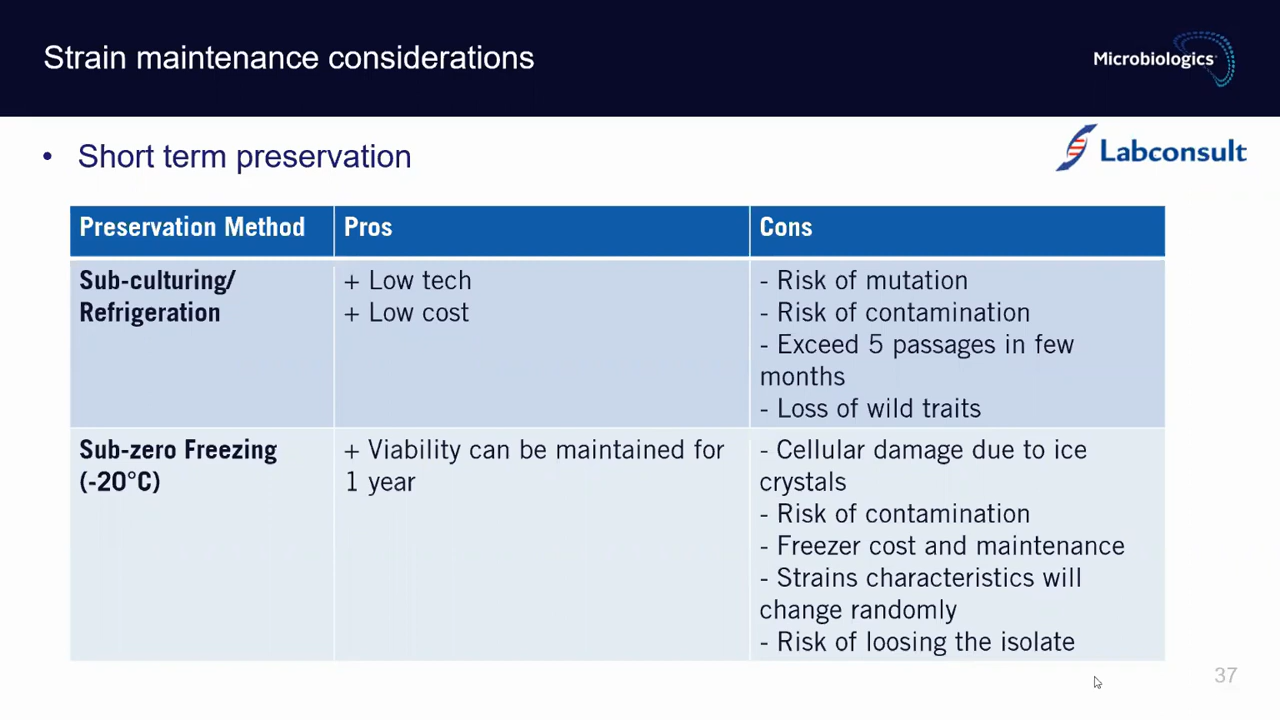 Strain maintenance considerations
Microbiologics
• Short term preservation
Labconsult
Preservation Method
Pros
Cons
Sub-culturing/
Refrigeration
+ Low tech
+ Low cost
- Risk of mutation
- Risk of contamination
- Exceed 5 passages in few
months
- Loss of wild traits
Sub-zero Freezing
(-20°C)
+ Viability can be maintained for
1 year
- Cellular damage due to ice
crystals
- Risk of contamination
- Freezer cost and maintenance
- Strains characteristics will
change randomly
- Risk of loosing the isolate
37